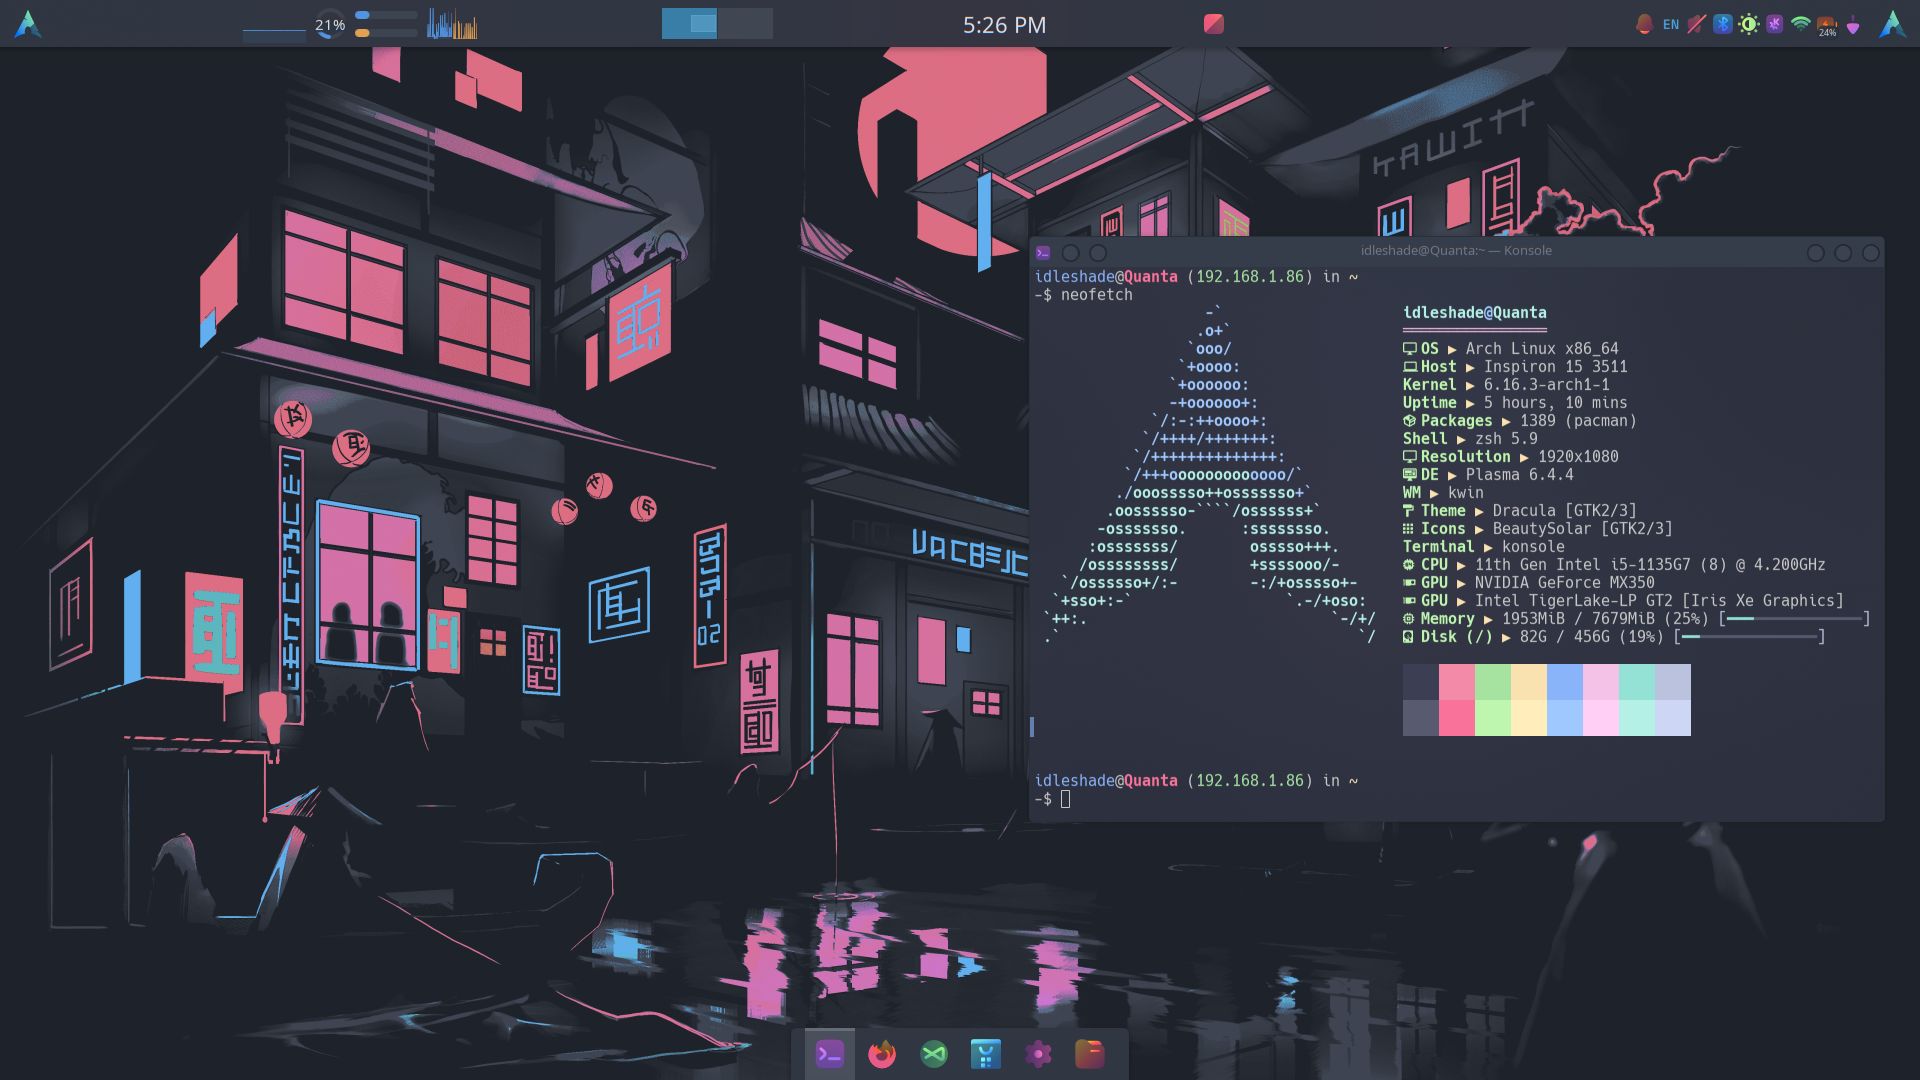 21%
5:26 PM
EN
24%
KAWITT
idleshade@Quanta:~ — Konsole
idleshade@Quanta (192.168.1.86) in ~
-$ neofetch
-`
.o+`
`ooo/
`+oooo:
`+oooooo:
-+oooooo+:
`/:-:++oooo+:
`/++++/+++++++:
`/++++++++++++++:
`/+++ooooooooooooo/`
./ooosssso++osssssso+`
.oossssso-````/ossssss+`
-osssssso. :ssssssso.
:osssssss/ osssso+++.
/ossssssss/ +ssssooo/-
`/ossssso+/:- -:/+osssso+-
`+sso+:-` `.-/+oso:
`++:. `-/+/
.` `/
idleshade@Quanta
OS ▶ Arch Linux x86_64
Host ▶ Inspiron 15 3511
Kernel ▶ 6.16.3-arch1-1
Uptime ▶ 5 hours, 10 mins
Packages ▶ 1389 (pacman)
Shell ▶ zsh 5.9
Resolution ▶ 1920x1080
DE ▶ Plasma 6.4.4
WM ▶ kwin
Theme ▶ Dracula [GTK2/3]
Icons ▶ BeautySolar [GTK2/3]
Terminal ▶ konsole
CPU ▶ 11th Gen Intel i5-1135G7 (8) @ 4.200GHz
GPU ▶ NVIDIA GeForce MX350
GPU ▶ Intel TigerLake-LP GT2 [Iris Xe Graphics]
Memory ▶ 1953MiB / 7679MiB (25%) [ ]
Disk (/) ▶ 82G / 456G (19%) [ ]
idleshade@Quanta (192.168.1.86) in ~
-$